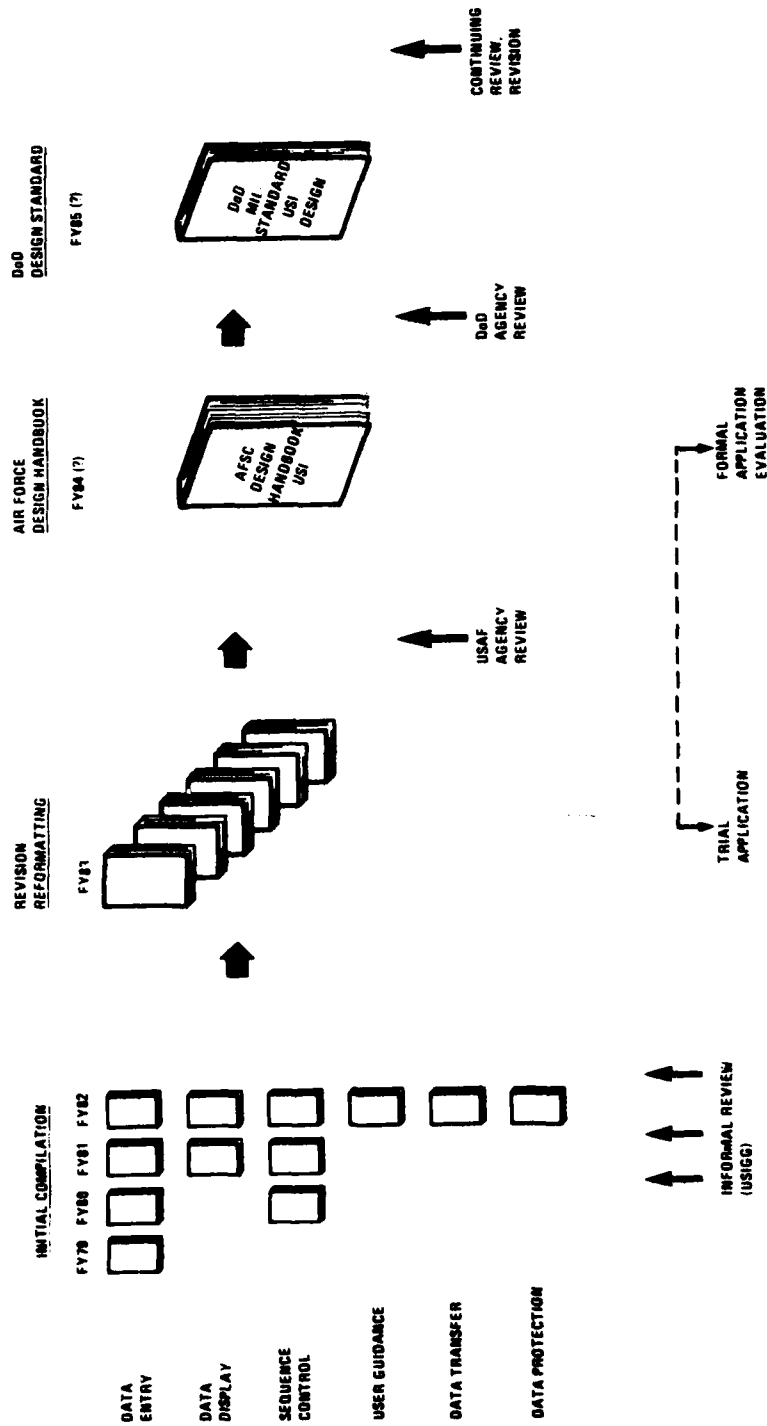 INITIAL COMPILATION
FY79 FY80 FY81 FY82
REVISION
REFORMATTING
FY83
AIR FORCE
DESIGN HANDBOOK
FY84 (?)
DoD
DESIGN STANDARD
FY85 (?)
DATA
ENTRY
DATA
DISPLAY
SEQUENCE
CONTROL
USER GUIDANCE
DATA TRANSFER
DATA PROTECTION
AFSC
DESIGN
HANDBOOK
USI
DoD
MIL
STANDARD
USI
DESIGN
USAF
AGENCY
REVIEW
DoD
AGENCY
REVIEW
CONTINUING
REVIEW,
REVISION
INFORMAL REVIEW
(USIGG)
TRIAL
APPLICATION
FORMAL
APPLICATION
EVALUATION